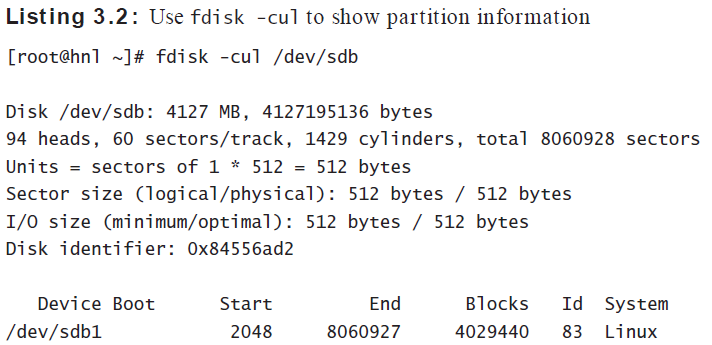 Listing 3.2: Use fdisk -cul to show partition information
[root@hnl ~]# fdisk -cul /dev/sdb
Disk /dev/sdb: 4127 MB, 4127195136 bytes
94 heads, 60 sectors/track, 1429 cylinders, total 8060928 sectors
Units = sectors of 1 * 512 = 512 bytes
Sector size (logical/physical): 512 bytes / 512 bytes
I/O size (minimum/optimal): 512 bytes / 512 bytes
Disk identifier: 0x84556ad2
Device Boot Start End Blocks Id System
/dev/sdb1 2048 8060927 4029440 83 Linux